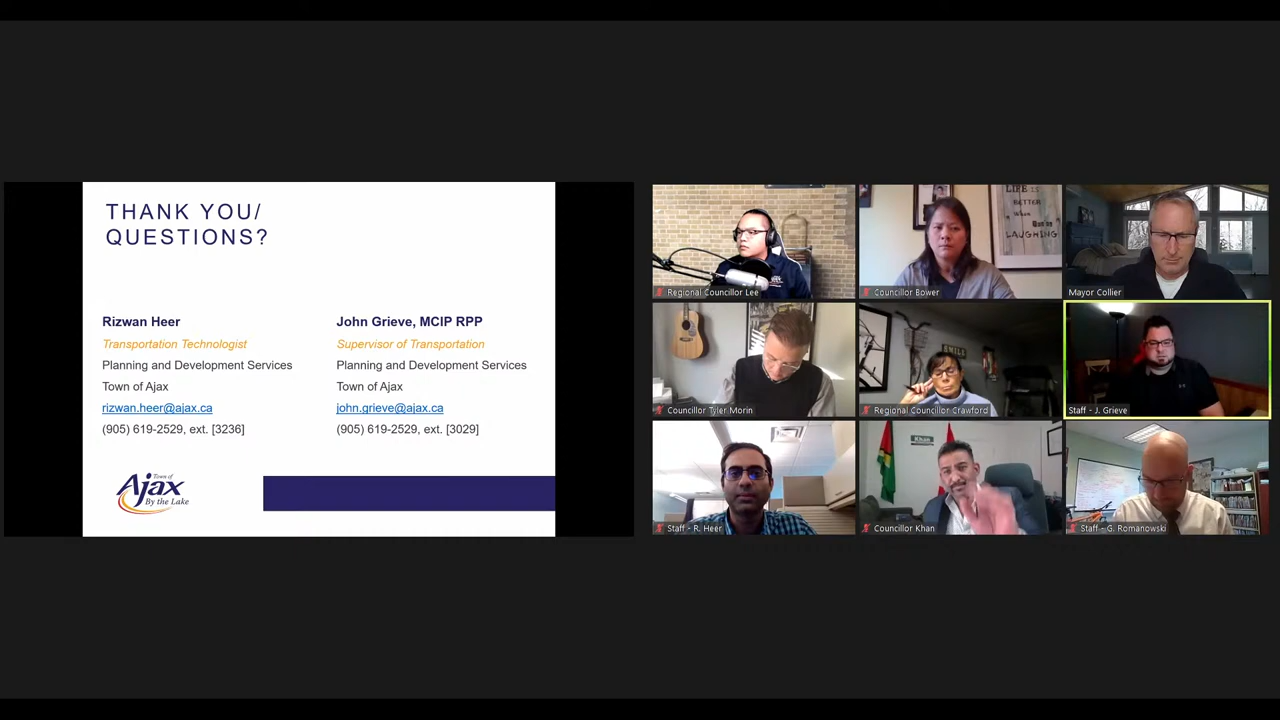 THANK YOU/
QUESTIONS?
Rizwan Heer
Transportation Technologist
Planning and Development Services
Town of Ajax
rizwan.heer@ajax.ca
(905) 619-2529, ext. [3236]
John Grieve, MCIP RPP
Supervisor of Transportation
Planning and Development Services
Town of Ajax
john.grieve@ajax.ca
(905) 619-2529, ext. [3029]
Town of
Ajax
By the Lake
Regional Councillor Lee
LIFE IS
BETTER
When
LAUGHING
Councillor Bower
Mayor Collier
Councillor Tyler Morin
SMILE
Regional Councillor Crawford
Staff - J. Grieve
Staff - R. Heer
Khan
Councillor Khan
Staff - G. Romanowski